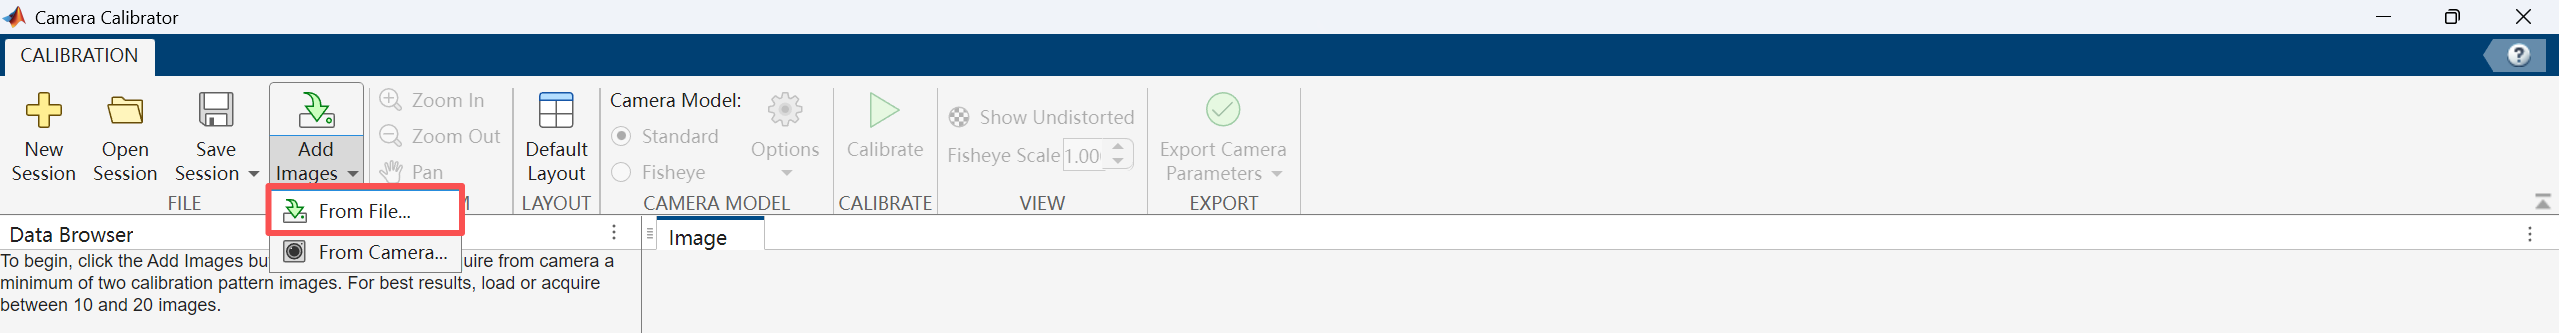 Camera Calibrator
CALIBRATION
New Session
Open Session
Save Session
Add Images
Zoom In
Zoom Out
Pan
Default Layout
Camera Model:
Standard
Fisheye
Options
Calibrate
Show Undistorted
Fisheye Scale 1.00
Export Camera Parameters
FILE
M
LAYOUT
CAMERA MODEL
CALIBRATE
VIEW
EXPORT
From File...
From Camera...
Data Browser
Image
To begin, click the Add Images bu uire from camera a
minimum of two calibration pattern images. For best results, load or acquire
between 10 and 20 images.